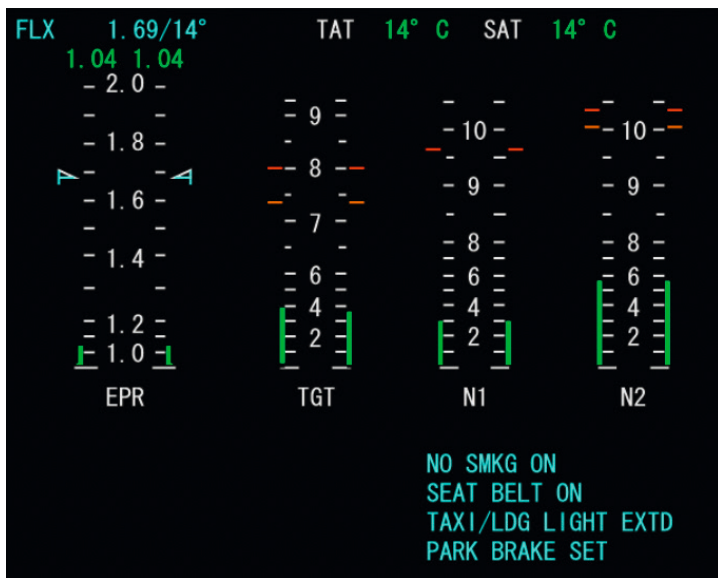 FLX 1.69/14° TAT 14° C SAT 14° C
1.04 1.04
2.0
1.8
1.6
1.4
1.2
1.0
EPR
9
8
7
6
4
2
TGT
10
9
8
6
4
2
N1
10
9
8
6
4
2
N2
NO SMKG ON
SEAT BELT ON
TAXI/LDG LIGHT EXTD
PARK BRAKE SET